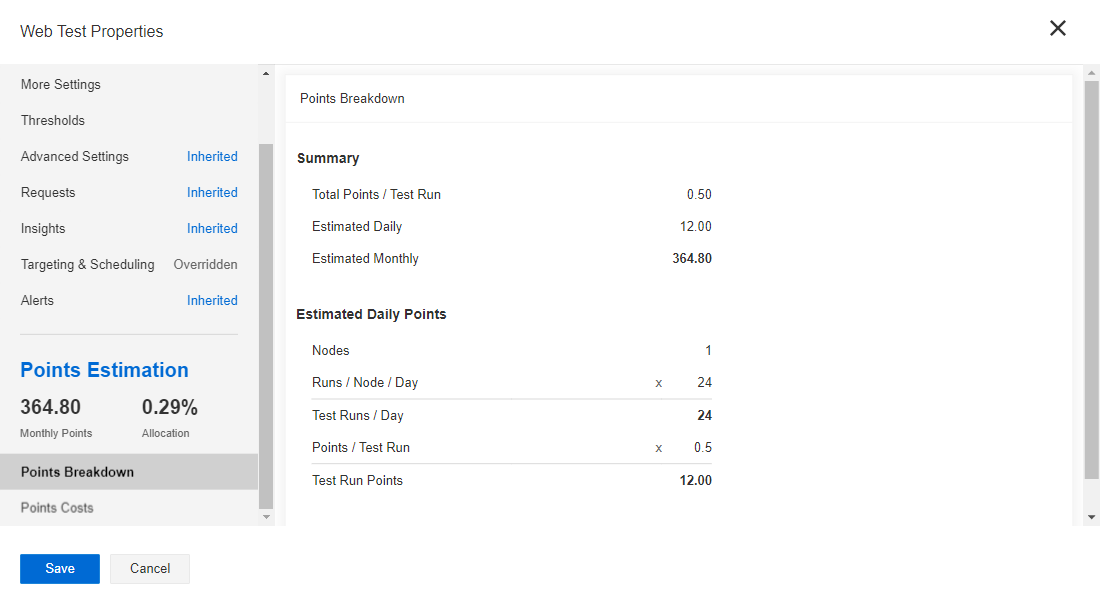 Web Test Properties
More Settings
Thresholds
Advanced Settings Inherited
Requests Inherited
Insights Inherited
Targeting & Scheduling Overridden
Alerts Inherited
Points Estimation
364.80 0.29%
Monthly Points Allocation
Points Breakdown
Points Costs
Points Breakdown
Summary
Total Points / Test Run 0.50
Estimated Daily 12.00
Estimated Monthly 364.80
Estimated Daily Points
Nodes 1
Runs / Node / Day x 24
Test Runs / Day 24
Points / Test Run x 0.5
Test Run Points 12.00
Save Cancel